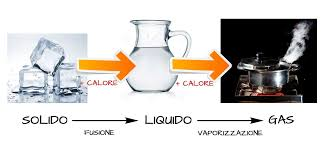 CALORE
+ CALORE
SOLIDO LIQUIDO GAS
FUSIONE VAPORIZZAZIONE